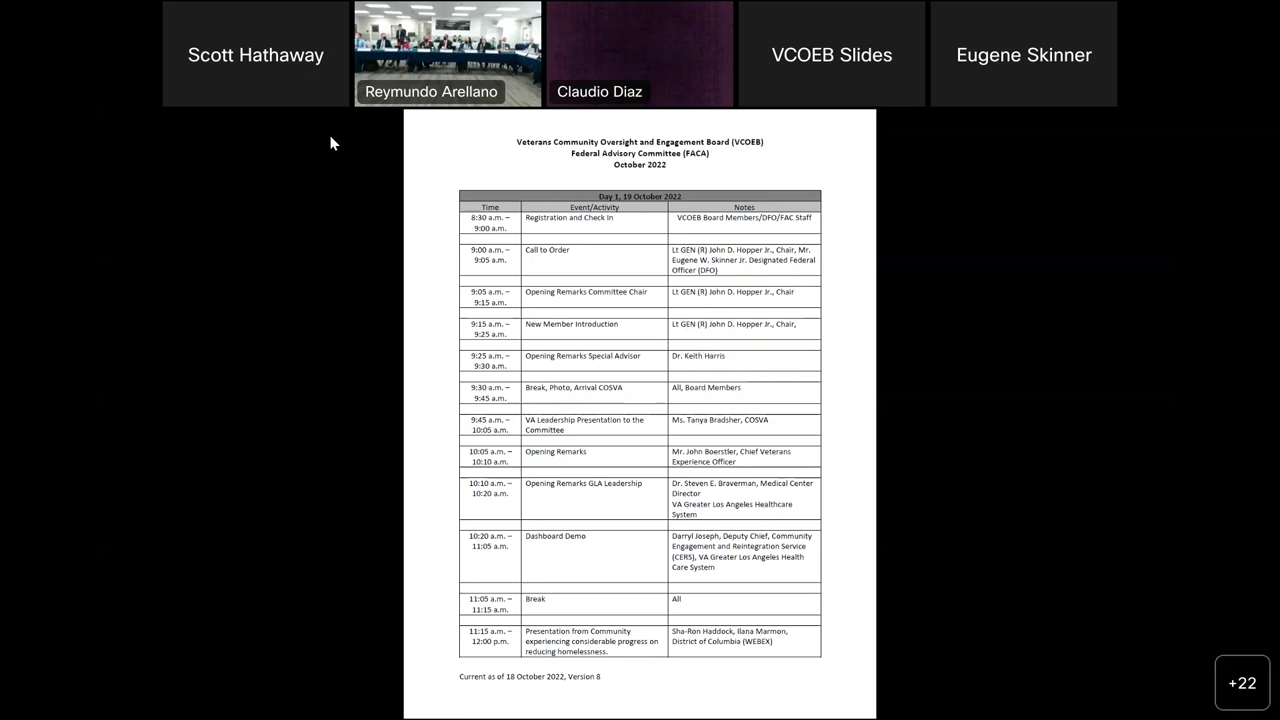 Scott Hathaway
Reymundo Arellano
Claudio Diaz
VCOEB Slides
Eugene Skinner
Veterans Community Oversight and Engagement Board (VCOEB)
Federal Advisory Committee (FACA)
October 2022
Day 1, 19 October 2022
Time Event/Activity Notes
8:30 a.m. – Registration and Check In VCOEB Board Members/DFO/FAC Staff
9:00 a.m.
9:00 a.m. – Call to Order Lt GEN (R) John D. Hopper Jr., Chair, Mr.
9:05 a.m. Eugene W. Skinner Jr. Designated Federal
Officer (DFO)
9:05 a.m. – Opening Remarks Committee Chair Lt GEN (R) John D. Hopper Jr., Chair
9:15 a.m.
9:15 a.m. – New Member Introduction Lt GEN (R) John D. Hopper Jr., Chair,
9:25 a.m.
9:25 a.m. – Opening Remarks Special Advisor Dr. Keith Harris
9:30 a.m.
9:30 a.m. – Break, Photo, Arrival COSVA All, Board Members
9:45 a.m.
9:45 a.m. – VA Leadership Presentation to the Ms. Tanya Bradsher, COSVA
10:05 a.m. Committee
10:05 a.m. – Opening Remarks Mr. John Boerstler, Chief Veterans
10:10 a.m. Experience Officer
10:10 a.m. – Opening Remarks GLA Leadership Dr. Steven E. Braverman, Medical Center
10:20 a.m. Director
VA Greater Los Angeles Healthcare
System
10:20 a.m. – Dashboard Demo Darryl Joseph, Deputy Chief, Community
11:05 a.m. Engagement and Reintegration Service
(CERS), VA Greater Los Angeles Health
Care System
11:05 a.m. – Break All
11:15 a.m.
11:15 a.m. – Presentation from Community Sha-Ron Haddock, Ilana Marmon,
12:00 p.m. experiencing considerable progress on District of Columbia (WEBEX)
reducing homelessness.
Current as of 18 October 2022, Version 8
+22